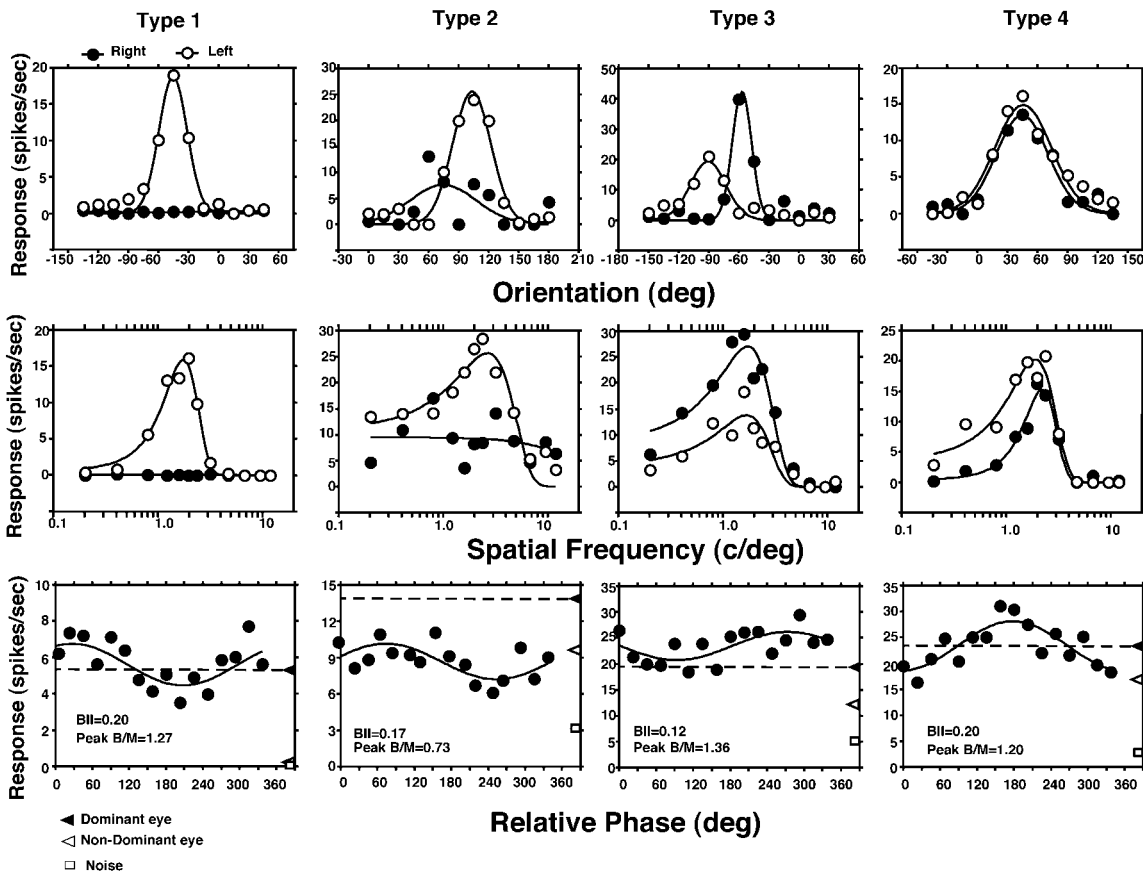 Type 1 Type 2 Type 3 Type 4
Right Left
Response (spikes/sec)
20 15 10 5 0
-150 -120 -90 -60 -30 0 30 60
30 25 20 15 10 5 0
-30 0 30 60 90 120 150 180 210
50 40 30 20 10 0
-180 -150 -120 -90 -60 -30 0 30 60
20 15 10 5 0
-60 -30 0 30 60 90 120 150
Orientation (deg)
Response (spikes/sec)
20 15 10 5 0
0.1 1.0 10
30 25 20 15 10 5 0
0.1 1.0 10
30 25 20 15 10 5 0
0.1 1.0 10
25 20 15 10 5 0
0.1 1.0 10
Spatial Frequency (c/deg)
Response (spikes/sec)
10 8 6 4 2 0
BII=0.20
Peak B/M=1.27
0 60 120 180 240 300 360
15 12 9 6 3 0
BII=0.17
Peak B/M=0.73
0 60 120 180 240 300 360
35 30 25 20 15 10 5 0
BII=0.12
Peak B/M=1.36
0 60 120 180 240 300 360
35 30 25 20 15 10 5 0
BII=0.20
Peak B/M=1.20
0 60 120 180 240 300 360
Relative Phase (deg)
Dominant eye
Non-Dominant eye
Noise